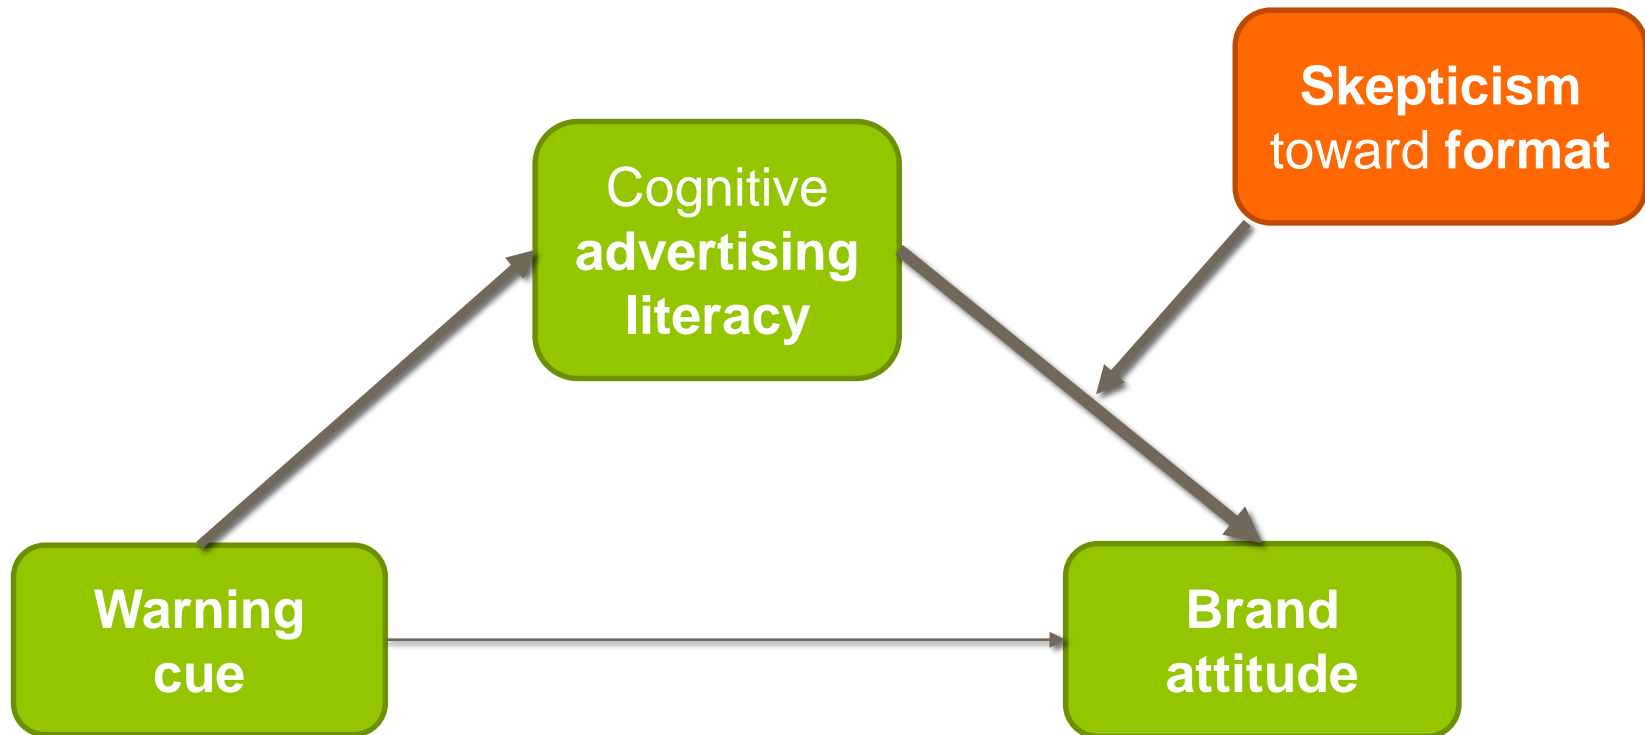 Skepticism
toward format
Cognitive
advertising
literacy
Warning
cue
Brand
attitude